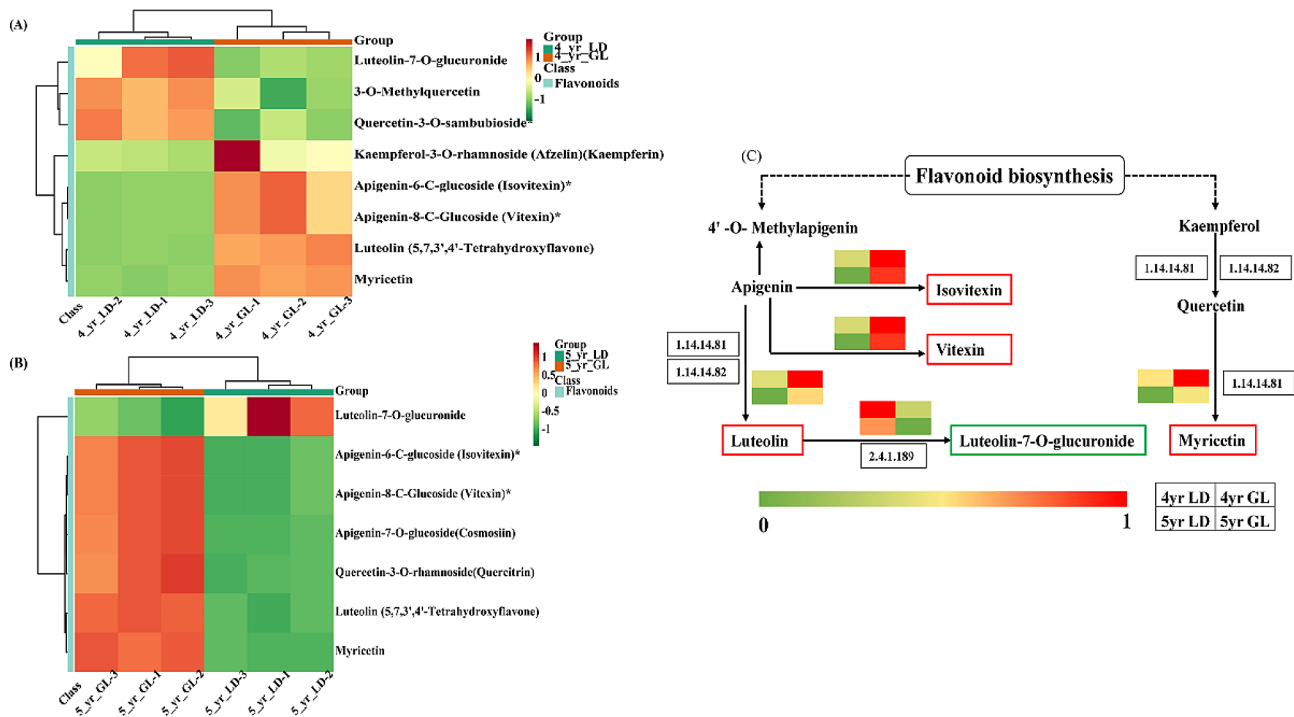 (A)
Group
Luteolin-7-O-glucuronide
3-O-Methylquercetin
Quercetin-3-O-sambubioside*
Kaempferol-3-O-rhamnoside (Afzelin)(Kaempferin)
Apigenin-6-C-glucoside (Isovitexin)*
Apigenin-8-C-Glucoside (Vitexin)*
Luteolin (5,7,3',4'-Tetrahydroxyflavone)
Myricetin
Group
4_yr_LD
4_yr_GL
Class
Flavonoids
1
0
-1
Class
4_yr_LD-2
4_yr_LD-1
4_yr_LD-3
4_yr_GL-1
4_yr_GL-2
4_yr_GL-3
(B)
Group
Luteolin-7-O-glucuronide
Apigenin-6-C-glucoside (Isovitexin)*
Apigenin-8-C-Glucoside (Vitexin)*
Apigenin-7-O-glucoside(Cosmosiin)
Quercetin-3-O-rhamnoside(Quercitrin)
Luteolin (5,7,3',4'-Tetrahydroxyflavone)
Myricetin
1
0.5
0
-0.5
-1
Group
5_yr_LD
5_yr_GL
Class
Flavonoids
Class
5_yr_GL-3
5_yr_GL-1
5_yr_GL-2
5_yr_LD-3
5_yr_LD-1
5_yr_LD-2
(C)
Flavonoid biosynthesis
4' -O- Methylapigenin
Kaempferol
1.14.14.81
1.14.14.82
Apigenin
Isovitexin
Quercetin
Vitexin
1.14.14.81
1.14.14.82
1.14.14.81
Luteolin
2.4.1.189
Luteolin-7-O-glucuronide
Myricetin
0
1
4yr LD 4yr GL
5yr LD 5yr GL